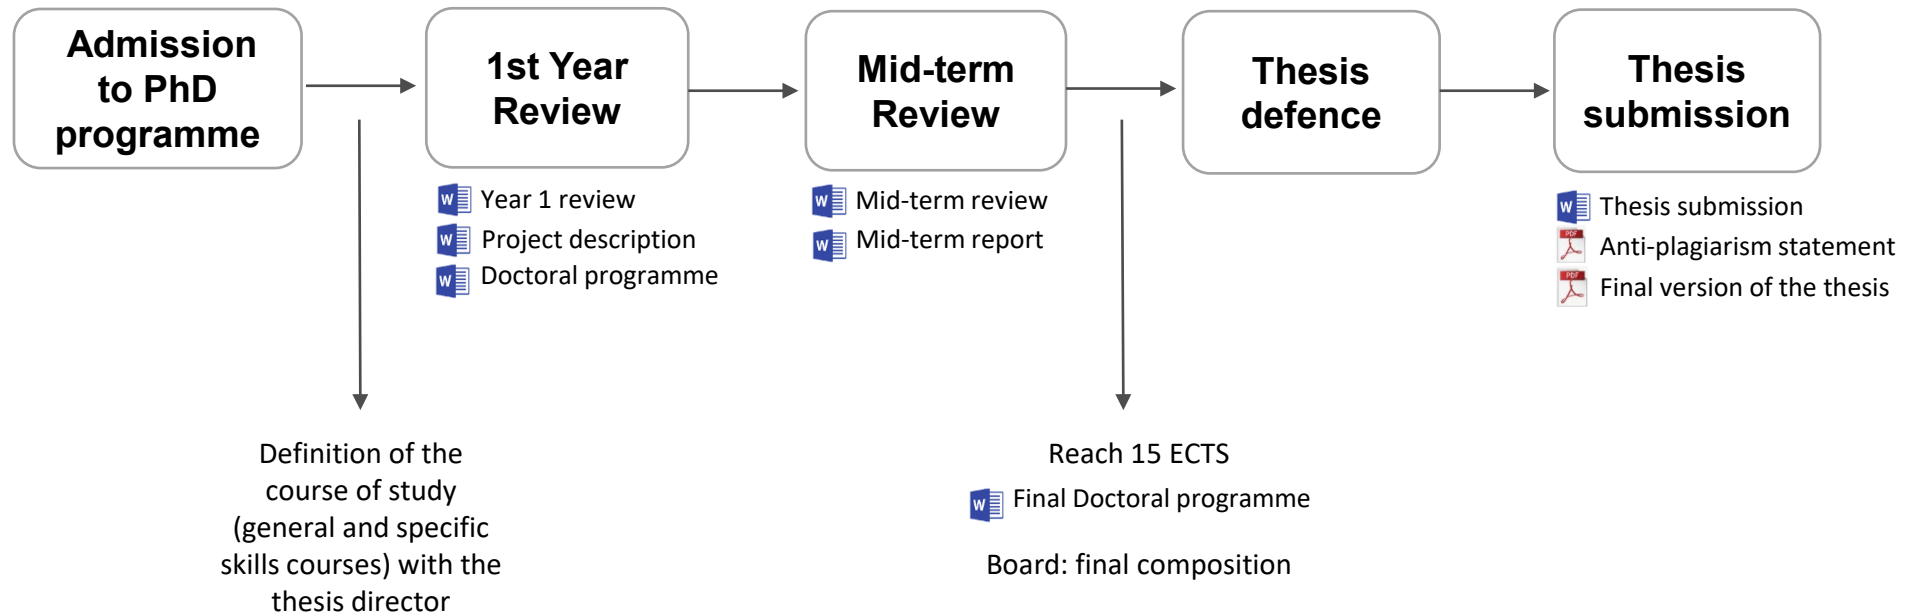 Admission
to PhD
programme
1st Year
Review
Mid-term
Review
Thesis
defence
Thesis
submission
W Year 1 review
W Project description
W Doctoral programme
W Mid-term review
W Mid-term report
W Thesis submission
PDF Anti-plagiarism statement
PDF Final version of the thesis
Definition of the
course of study
(general and specific
skills courses) with the
thesis director
Reach 15 ECTS
W Final Doctoral programme
Board: final composition